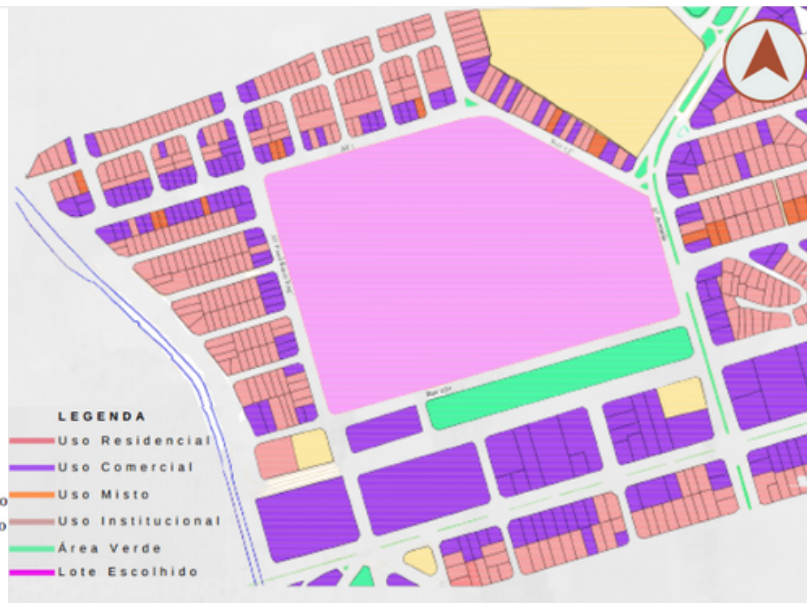 LEGENDA
Uso Residencial
Uso Comercial
Uso Misto
Uso Institucional
Área Verde
Lote Escolhido
o
o